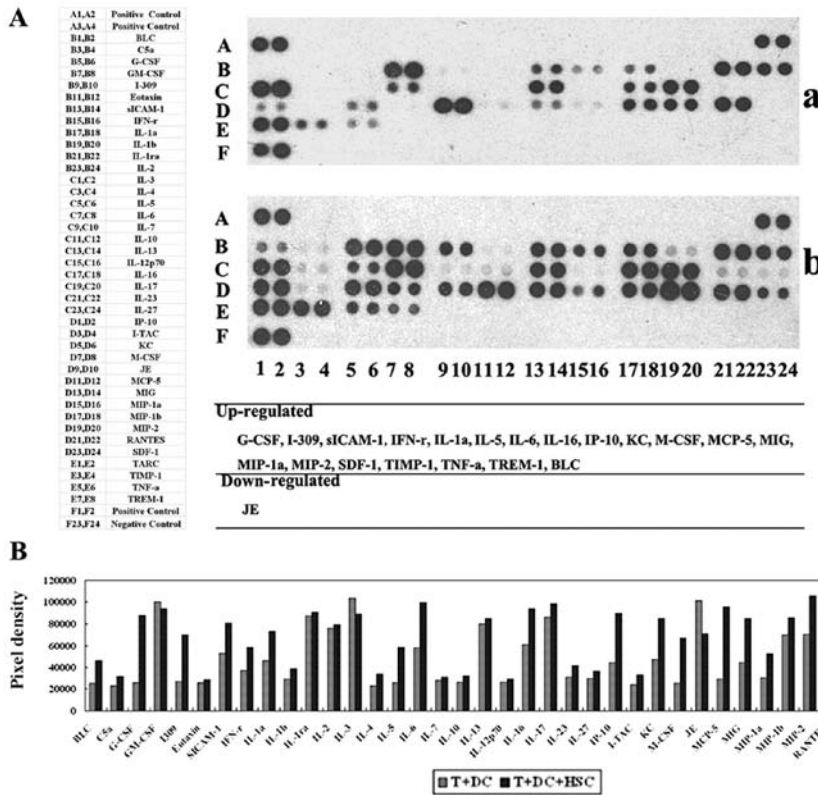 A
A1,A2 Positive Control
A3,A4 Positive Control
B1,B2 BLC
B3,B4 C5a
B5,B6 G-CSF
B7,B8 GM-CSF
B9,B10 I-309
B11,B12 Eotaxin
B13,B14 sICAM-1
B15,B16 IFN-r
B17,B18 IL-1a
B19,B20 IL-1b
B21,B22 IL-1ra
B23,B24 IL-2
C1,C2 IL-3
C3,C4 IL-4
C5,C6 IL-5
C7,C8 IL-6
C9,C10 IL-7
C11,C12 IL-10
C13,C14 IL-13
C15,C16 IL-12p70
C17,C18 IL-16
C19,C20 IL-17
C21,C22 IL-23
C23,C24 IL-27
D1,D2 IP-10
D3,D4 I-TAC
D5,D6 KC
D7,D8 M-CSF
D9,D10 JE
D11,D12 MCP-5
D13,D14 MIG
D15,D16 MIP-1a
D17,D18 MIP-1b
D19,D20 MIP-2
D21,D22 RANTES
D23,D24 SDF-1
E1,E2 TARC
E3,E4 TIMP-1
E5,E6 TNF-a
E7,E8 TREM-1
F1,F2 Positive Control
F23,F24 Negative Control
A
B
C
D
E
F
a
A
B
C
D
E
F
b
1 2 3 4 5 6 7 8 9 10 11 12 13 14 15 16 17 18 19 20 21 22 23 24
Up-regulated
G-CSF, I-309, sICAM-1, IFN-r, IL-1a, IL-5, IL-6, IL-16, IP-10, KC, M-CSF, MCP-5, MIG,
MIP-1a, MIP-2, SDF-1, TIMP-1, TNF-a, TREM-1, BLC
Down-regulated
JE
B
Pixel density
120000
100000
80000
60000
40000
20000
0
BLC C5a G-CSF GM-CSF I309 Eotaxin SICAM-1 IFN-r IL-1a IL-1b IL-1ra IL-2 IL-3 IL-4 IL-5 IL-6 IL-7 IL-10 IL-13 IL-12p70 IL-16 IL-17 IL-23 IL-27 IP-10 I-TAC KC M-CSF JE MCP-5 MIG MIP-1a MIP-1b MIP-2 RANTES
T+DC T+DC+HSC